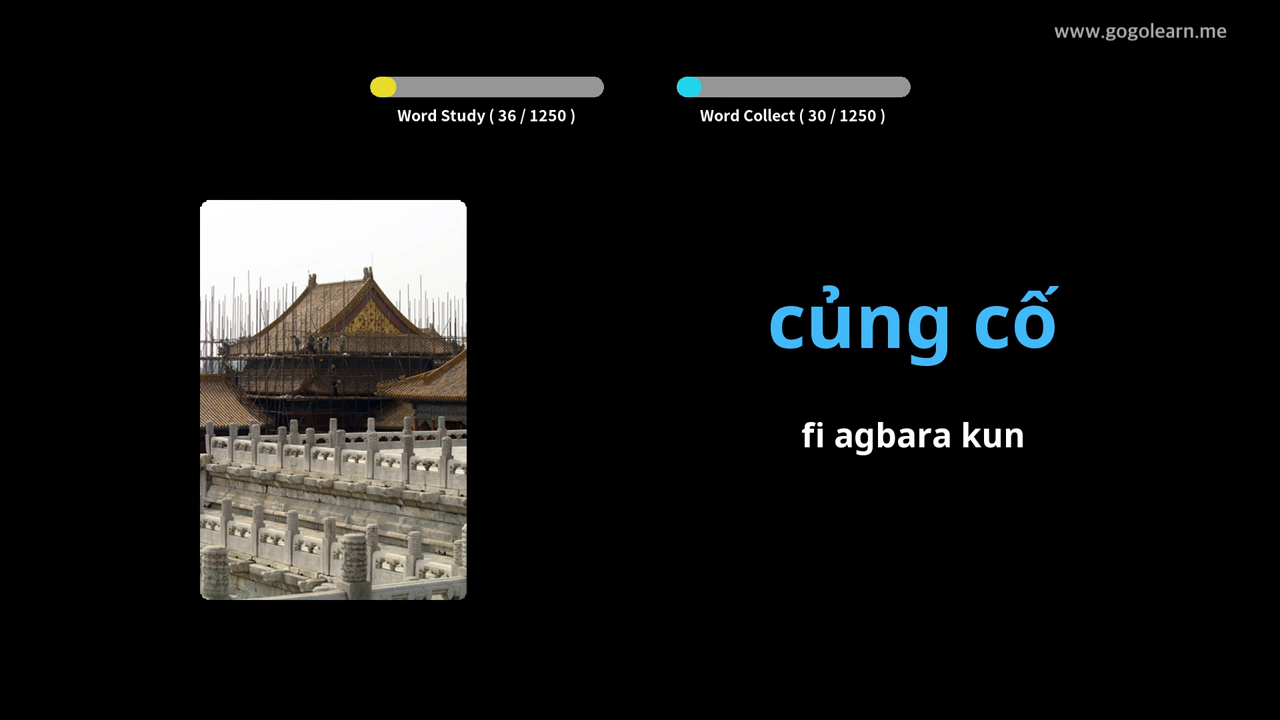 www.gogolearn.me
Word Study ( 36 / 1250 )
Word Collect ( 30 / 1250 )
củng cố
fi agbara kun